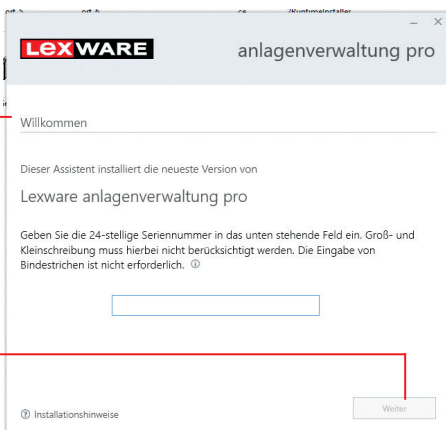 LEXWARE
anlagenverwaltung pro
Willkommen
Dieser Assistent installiert die neueste Version von
Lexware anlagenverwaltung pro
Geben Sie die 24-stellige Seriennummer in das unten stehende Feld ein. Groß- und
Kleinschreibung muss hierbei nicht berücksichtigt werden. Die Eingabe von
Bindestrichen ist nicht erforderlich.
Installationshinweise
Weiter